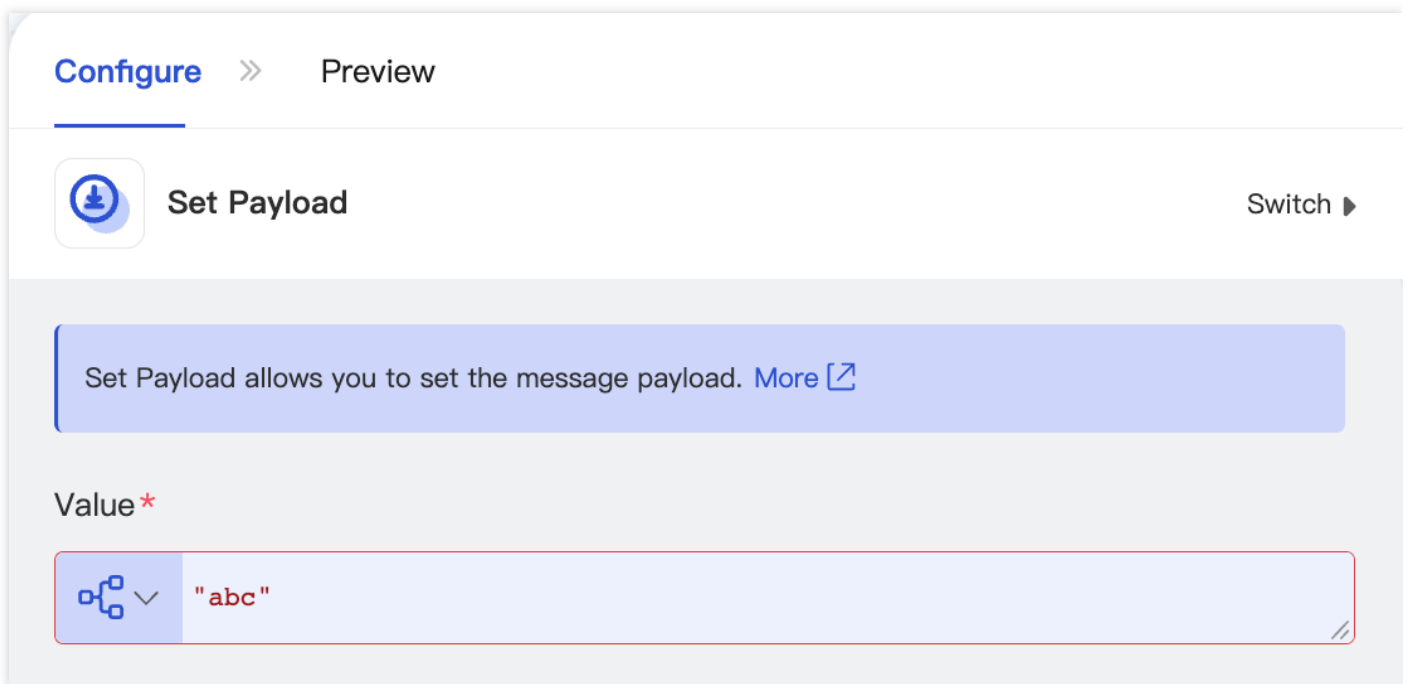 Configure Preview
Set Payload
Switch
Set Payload allows you to set the message payload. More
Value*
"abc"